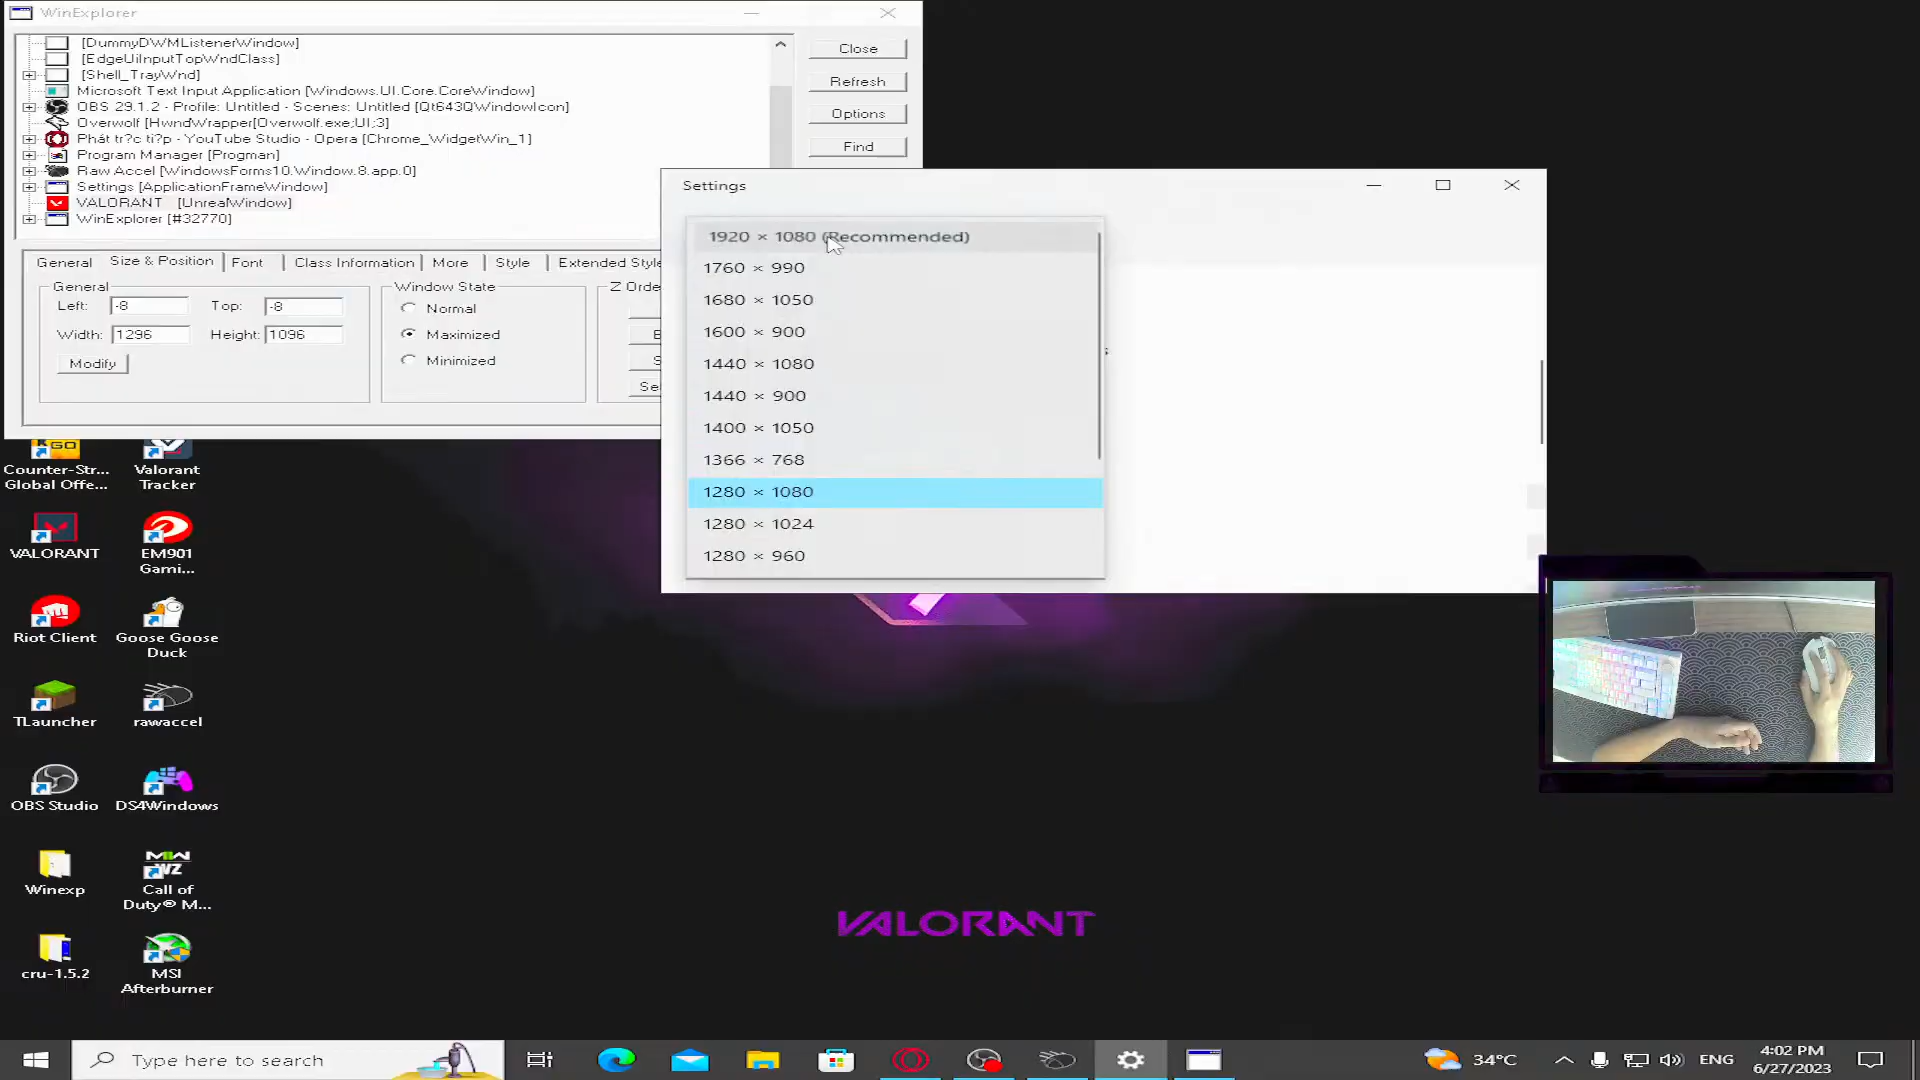 WinExplorer
[DummyDWMListenerWindow]
[EdgeUiInputTopWndClass]
[Shell_TrayWnd]
Microsoft Text Input Application [Windows.UI.Core.CoreWindow]
OBS 29.1.2 - Profile: Untitled - Scenes: Untitled [Qt643QWindowIcon]
Overwolf [HwndWrapper[Overwolf.exe;UI;3]
Phát tr?c ti?p - YouTube Studio - Opera [Chrome_WidgetWin_1]
Program Manager [Progman]
Raw Accel [WindowsForms10.Window.8.app.0]
Settings [ApplicationFrameWindow]
VALORANT [UnrealWindow]
WinExplorer [#32770]
Close
Refresh
Options
Find
General
Size & Position
Font
Class Information
More
Style
Extended Style
General
Left: -8
Top: -8
Width: 1296
Height: 1096
Modify
Window State
Normal
Maximized
Minimized
Z Orde
Settings
1920 × 1080 (Recommended)
1760 × 990
1680 × 1050
1600 × 900
1440 × 1080
1440 × 900
1400 × 1050
1366 × 768
1280 × 1080
1280 × 1024
1280 × 960
Counter-Str...
Global Offe...
Valorant
Tracker
VALORANT
EM901
Gami...
Riot Client
Goose Goose
Duck
TLauncher
rawaccel
OBS Studio
DS4Windows
Winexp
MW
WZ
Call of
Duty® M...
cru-1.5.2
MSI
Afterburner
VALORANT
Type here to search
34°C
ENG
4:02 PM
6/27/2023